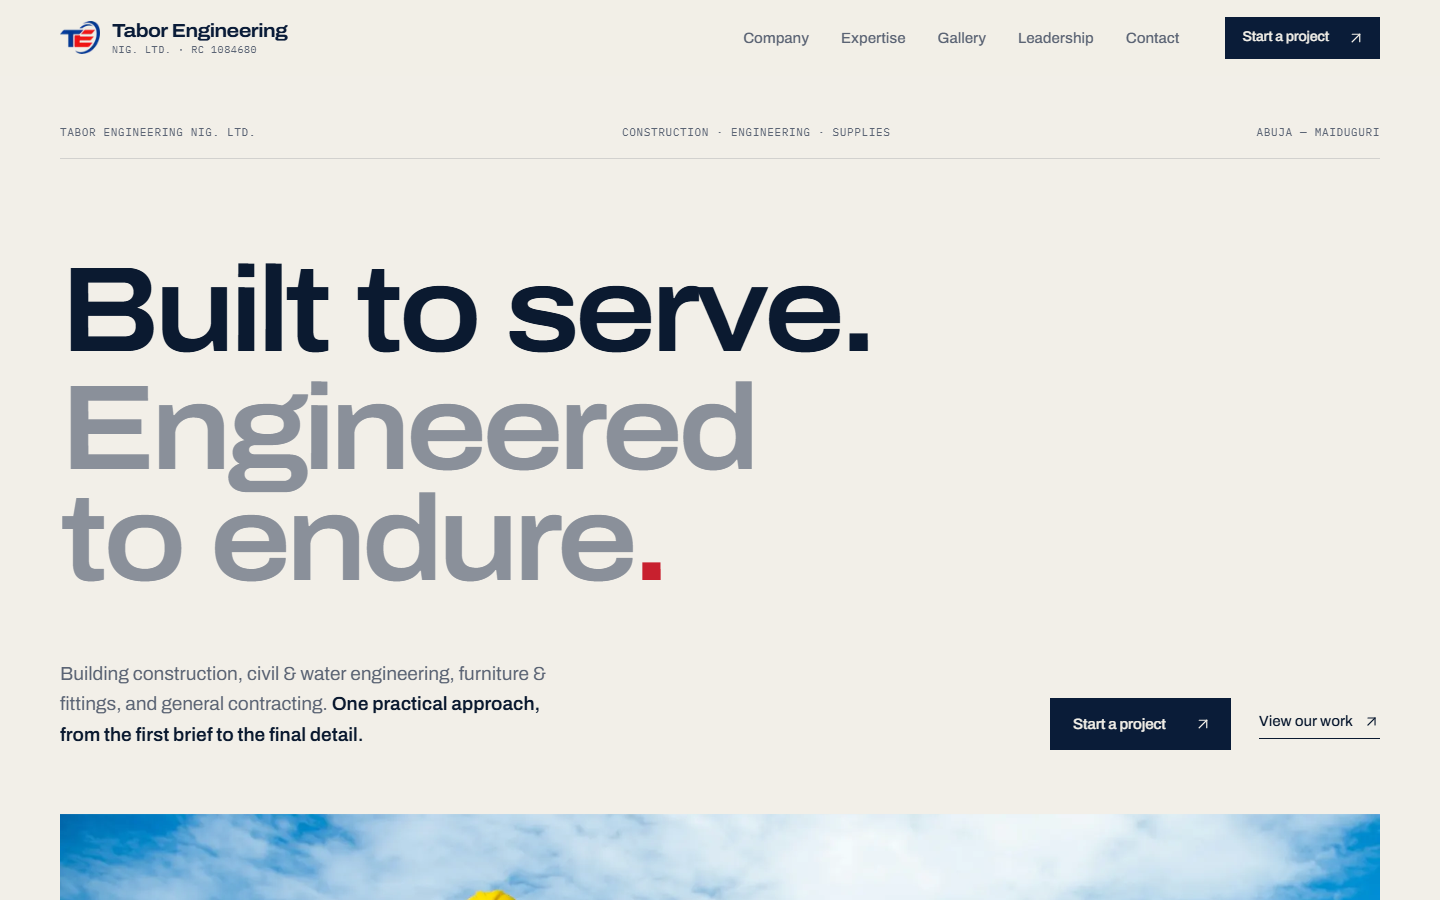 TE
Tabor Engineering
NIG. LTD. · RC 1084680
Company
Expertise
Gallery
Leadership
Contact
Start a project
TABOR ENGINEERING NIG. LTD.
CONSTRUCTION · ENGINEERING · SUPPLIES
ABUJA — MAIDUGURI
Built to serve.
Engineered
to endure.
Building construction, civil & water engineering, furniture &
fittings, and general contracting. One practical approach,
from the first brief to the final detail.
Start a project
View our work